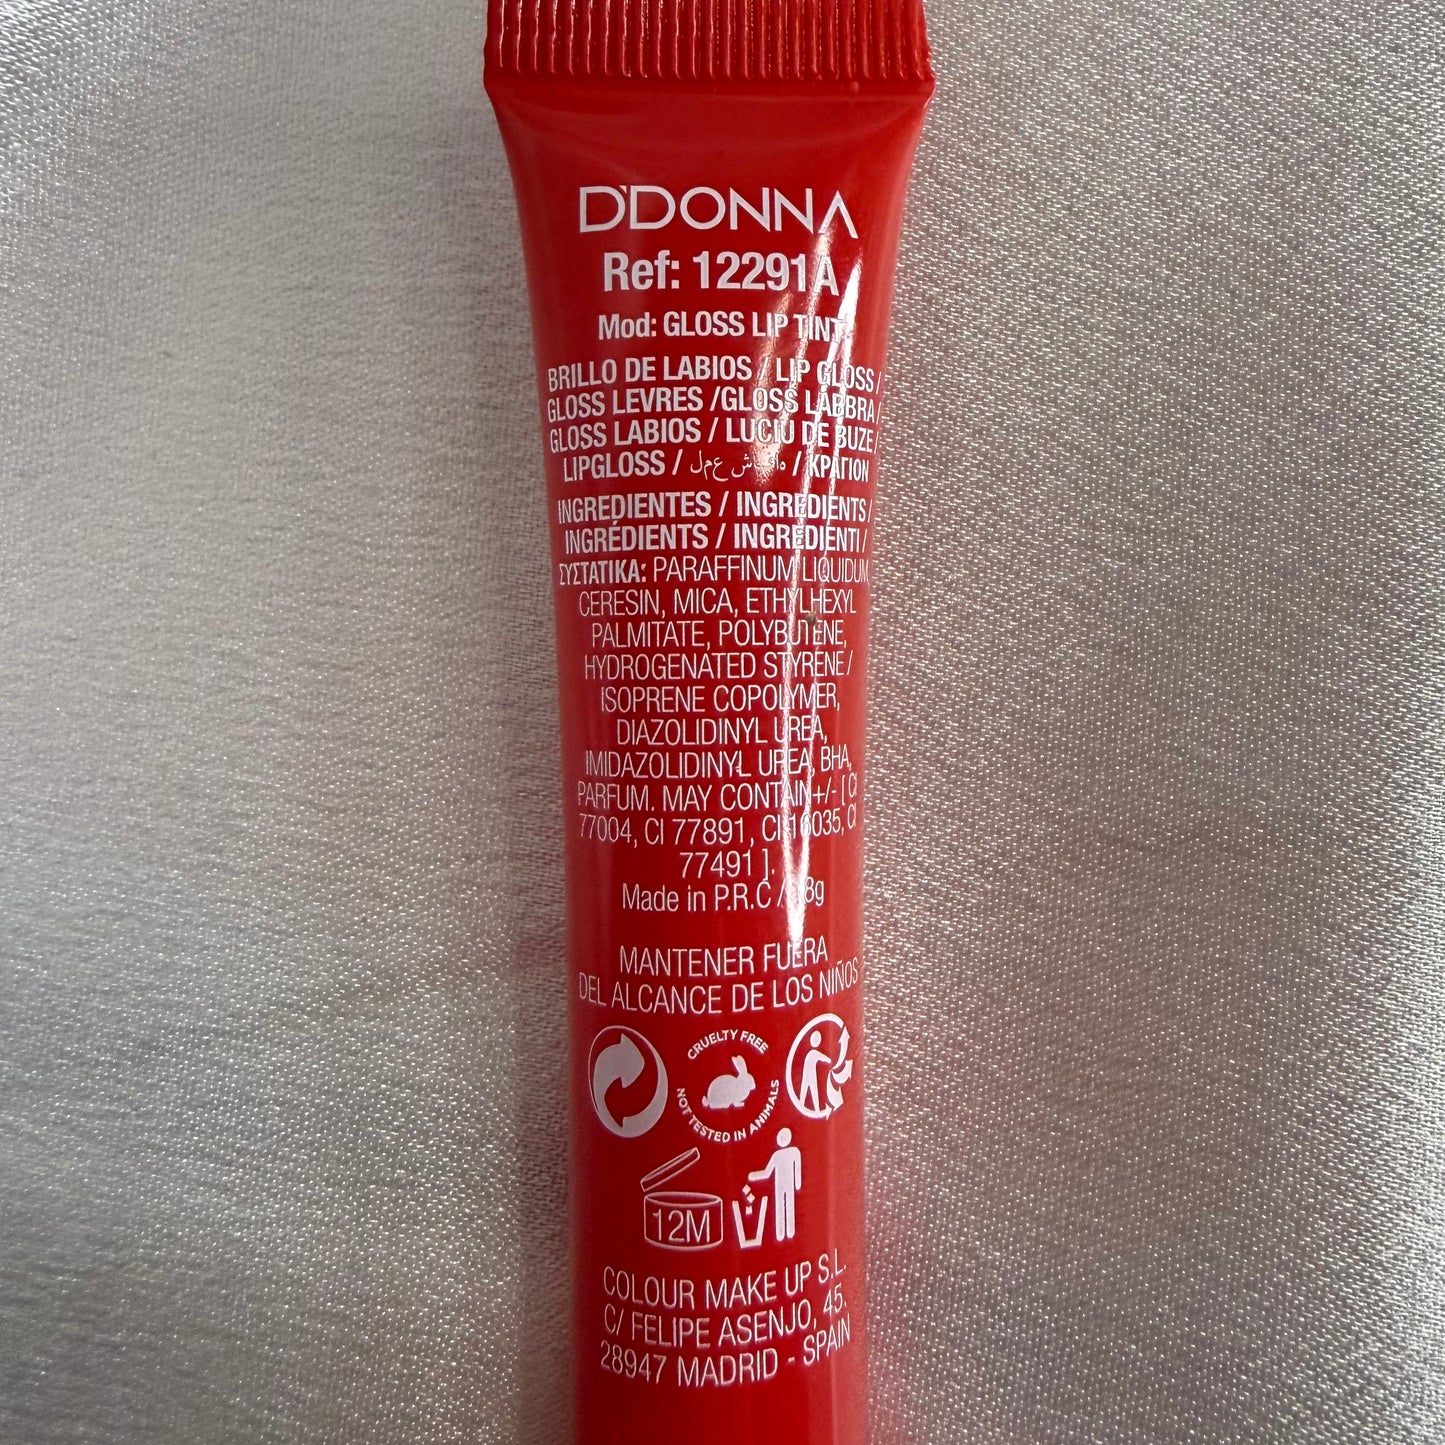 D'DONNA
Ref: 12291A
Mod: GLOSS LIP TINT
BRILLO DE LABIOS / LIP GLOSS /
GLOSS LEVRES /GLOSS LABBRA /
GLOSS LABIOS / LUCIU DE BUZE /
LIPGLOSS / / ΚΡΑΓΙΟΝ
INGREDIENTES / INGREDIENTS /
INGRÉDIENTS / INGREDIENTI /
ΣΥΣΤΑΤΙΚΑ: PARAFFINUM LIQUIDUM,
CERESIN, MICA, ETHYLHEXYL
PALMITATE, POLYBUTENE,
HYDROGENATED STYRENE /
ISOPRENE COPOLYMER,
DIAZOLIDINYL UREA,
IMIDAZOLIDINYL UREA, BHA,
PARFUM. MAY CONTAIN+/- [ CI
77004, CI 77891, CI 16035, CI
77491 ].
Made in P.R.C /
MANTENER FUERA
DEL ALCANCE DE LOS NIÑOS
CRUELTY FREE
NOT TESTED IN ANIMALS
12M
COLOUR MAKE UP S.L.
C/ FELIPE ASENJO, 45.
28947 MADRID - SPAIN